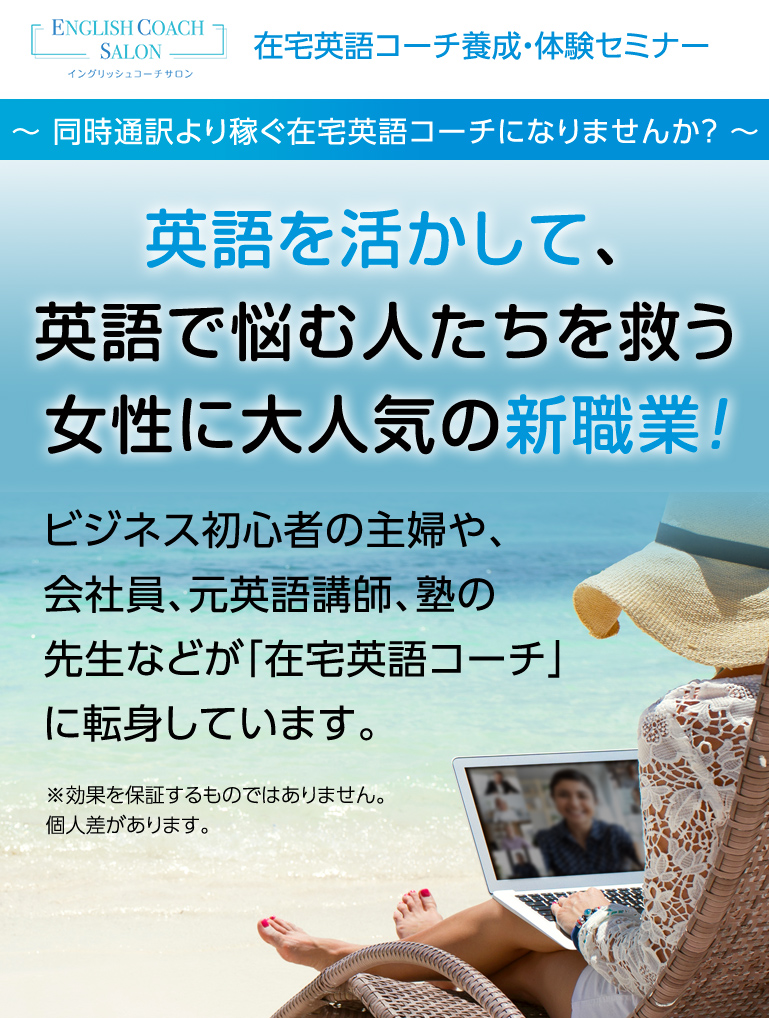 ENGLISH COACH
SALON
イングリッシュコーチサロン
在宅英語コーチ養成・体験セミナー
～ 同時通訳より稼ぐ在宅英語コーチになりませんか？ ～
英語を活かして、
英語で悩む人たちを救う
女性に大人気の新職業！
ビジネス初心者の主婦や、
会社員、元英語講師、塾の
先生などが「在宅英語コーチ」
に転身しています。
※効果を保証するものではありません。
個人差があります。